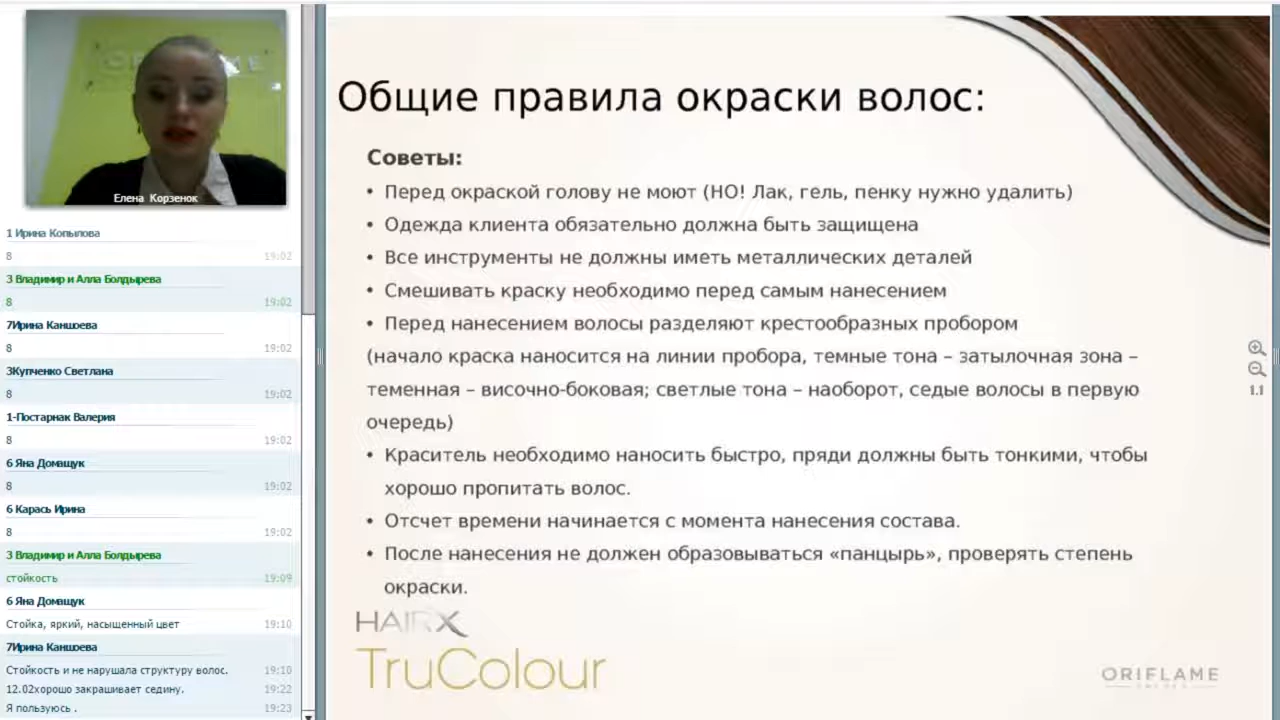 ORIFLAME
Елена Корзенок
1 Ирина Копылова
8 19:02
3 Владимир и Алла Болдырева
8 19:02
7Ирина Каншоева
8 19:02
3Купченко Светлана
8 19:02
1-Постарнак Валерия
8 19:02
6 Яна Домащук
8 19:02
6 Карась Ирина
8 19:02
3 Владимир и Алла Болдырева
стойкость 19:09
6 Яна Домащук
Стойка, яркий, насыщенный цвет 19:10
7Ирина Каншоева
Стойкость и не нарушала структуру волос. 19:10
12.02хорошо закрашивает седину. 19:22
Я пользуюсь . 19:23
Общие правила окраски волос:
Советы:
• Перед окраской голову не моют (НО! Лак, гель, пенку нужно удалить)
• Одежда клиента обязательно должна быть защищена
• Все инструменты не должны иметь металлических деталей
• Смешивать краску необходимо перед самым нанесением
• Перед нанесением волосы разделяют крестообразных пробором
(начало краска наносится на линии пробора, темные тона – затылочная зона –
теменная – височно-боковая; светлые тона – наоборот, седые волосы в первую
очередь)
• Краситель необходимо наносить быстро, пряди должны быть тонкими, чтобы
хорошо пропитать волос.
• Отсчет времени начинается с момента нанесения состава.
• После нанесения не должен образовываться «панцырь», проверять степень
окраски.
HAIRX
TruColour
ORIFLAME
1.1